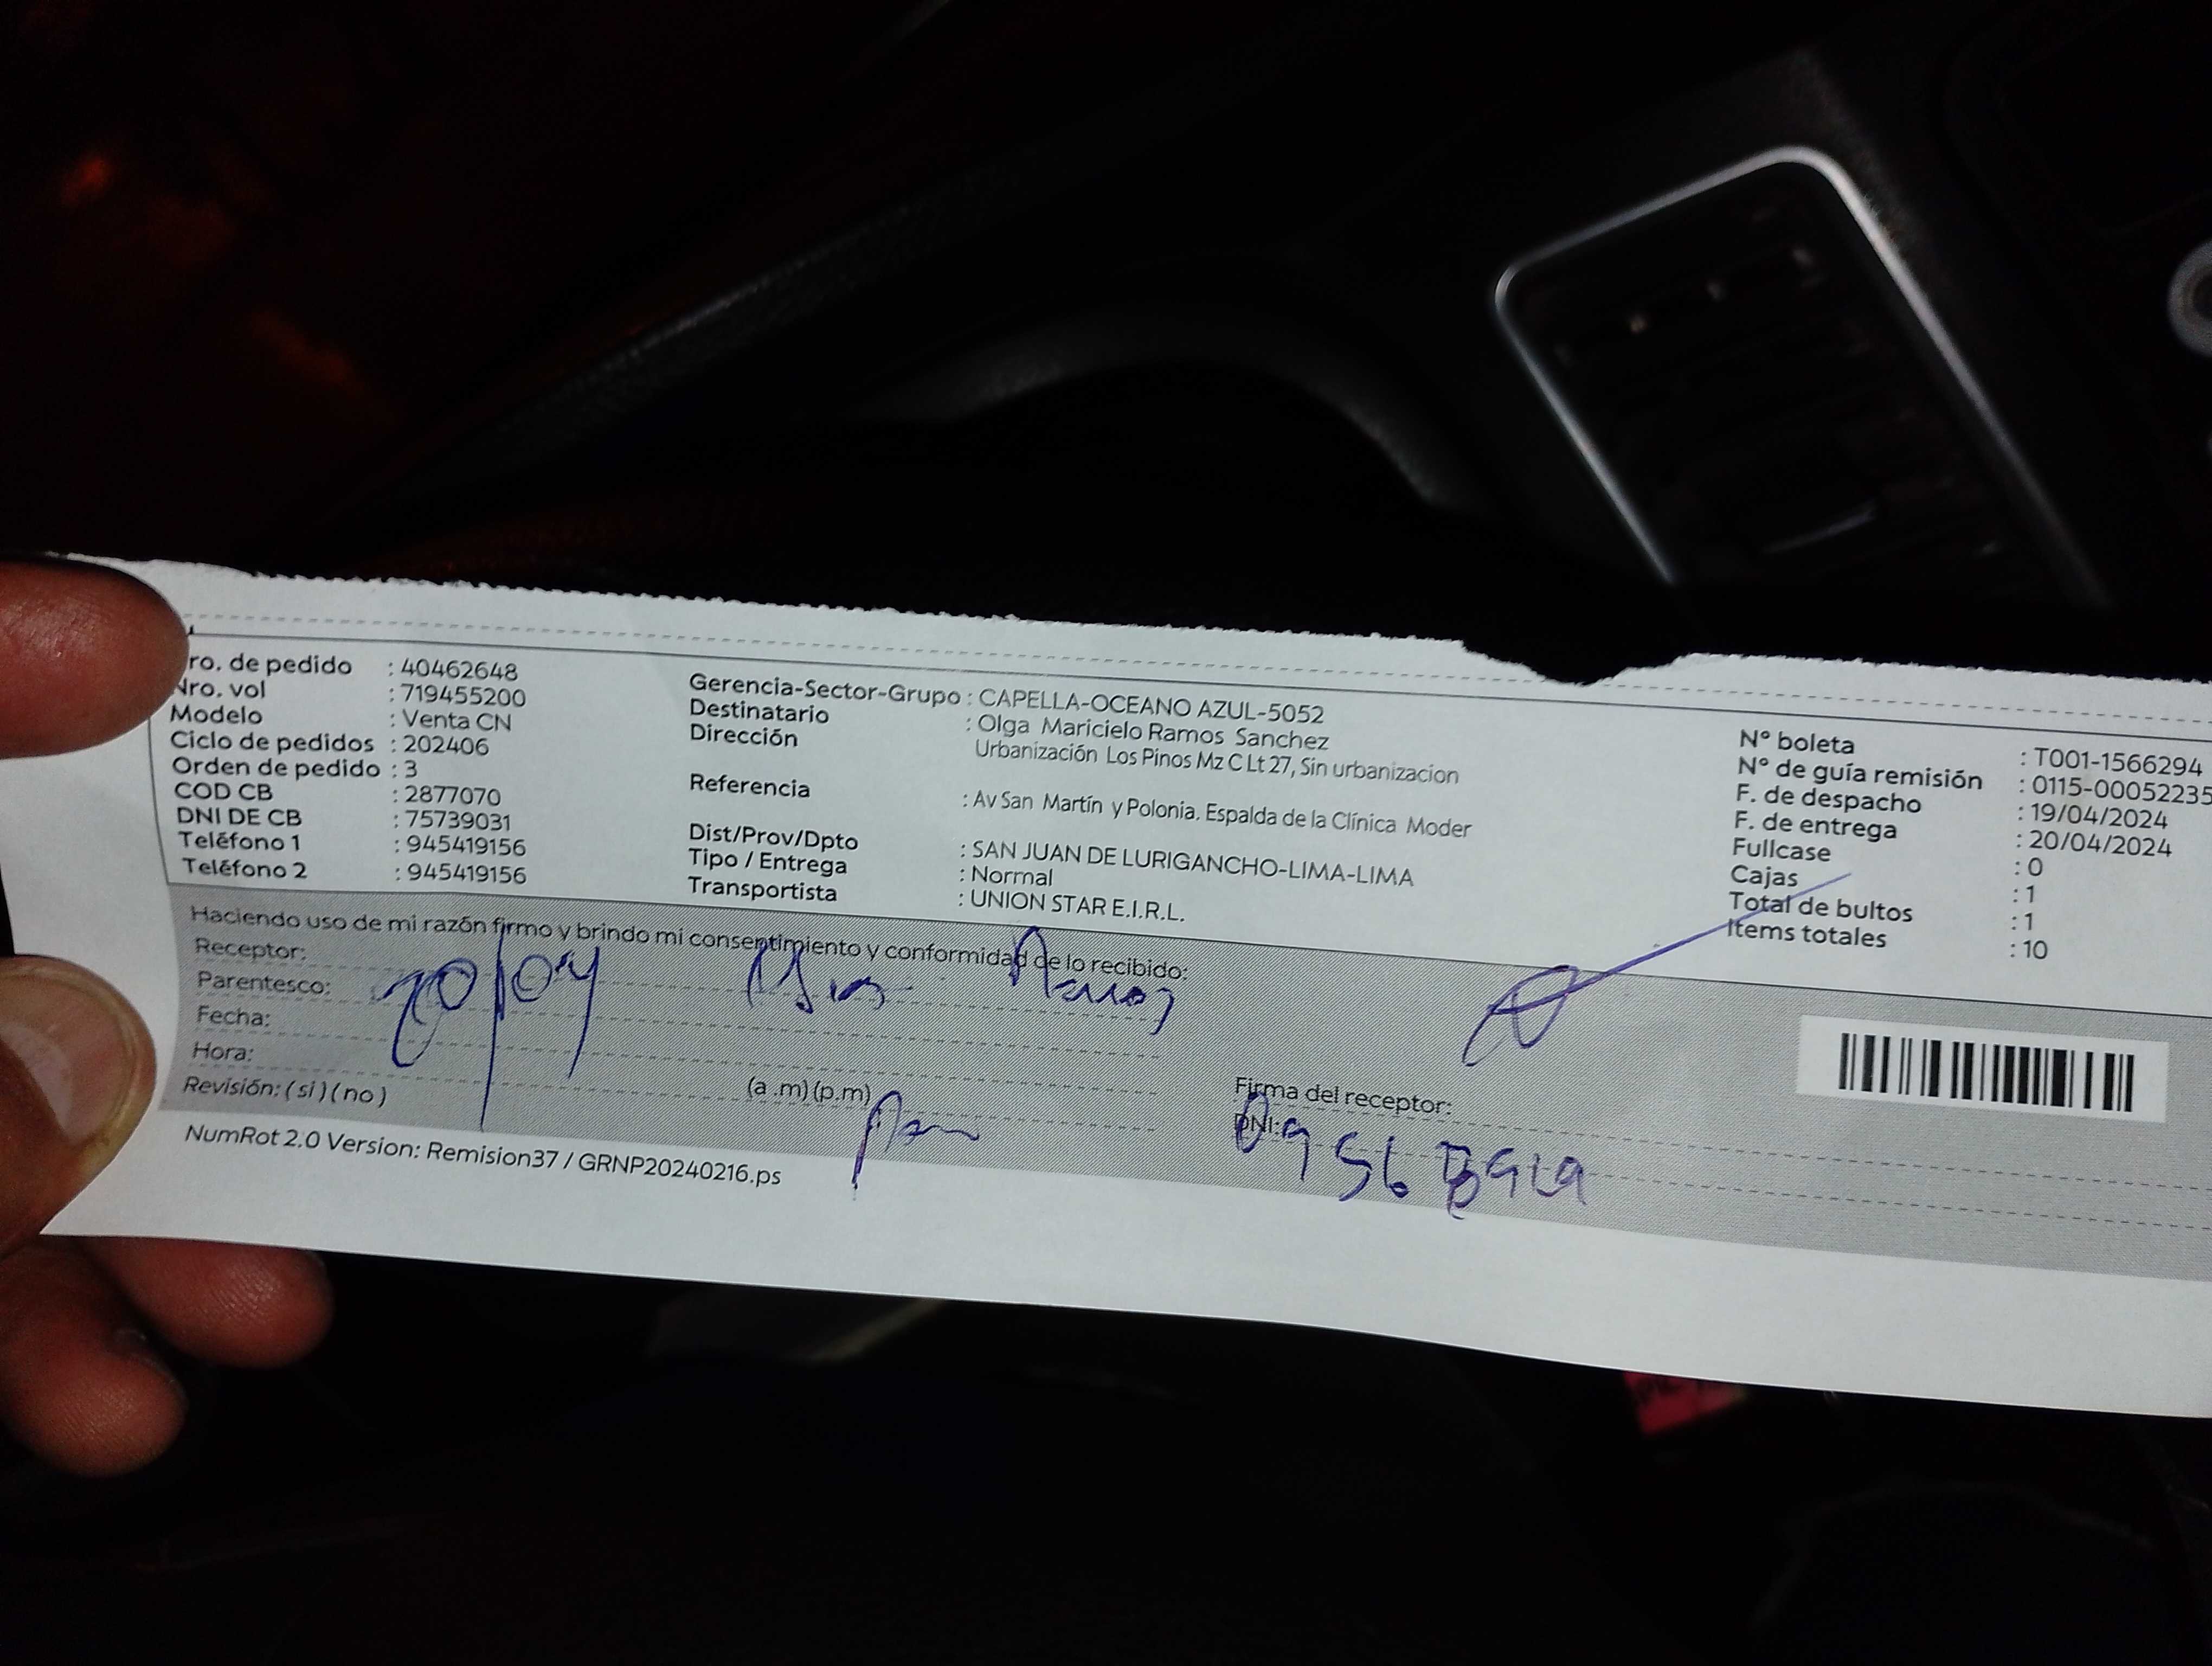 ro. de pedido : 40462648
Nro. vol : 719455200
Modelo : Venta CN
Ciclo de pedidos : 202406
Orden de pedido : 3
COD CB : 2877070
DNI DE CB : 75739031
Teléfono 1 : 945419156
Teléfono 2 : 945419156
Gerencia-Sector-Grupo : CAPELLA-OCEANO AZUL-5052
Destinatario : Olga Maricielo Ramos Sanchez
Dirección Urbanización Los Pinos Mz C Lt 27, Sin urbanizacion
Referencia : Av San Martín y Polonia, Espalda de la Clínica Moder
Dist/Prov/Dpto : SAN JUAN DE LURIGANCHO-LIMA-LIMA
Tipo / Entrega : Normal
Transportista : UNION STAR E.I.R.L.
N° boleta : T001-1566294
N° de guía remisión : 0115-00052235
F. de despacho : 19/04/2024
F. de entrega : 20/04/2024
Fullcase : 0
Cajas : 1
Total de bultos : 1
Items totales : 10
Haciendo uso de mi razón firmo y brindo mi consentimiento y conformidad de lo recibido:
Receptor:
Parentesco:
20/04 Ramos
Fecha:
Hora: (a .m)(p.m)
Revisión: ( si ) ( no )
Firma del receptor:
DNI:
NumRot 2.0 Version: Remision37 / GRNP20240216.ps